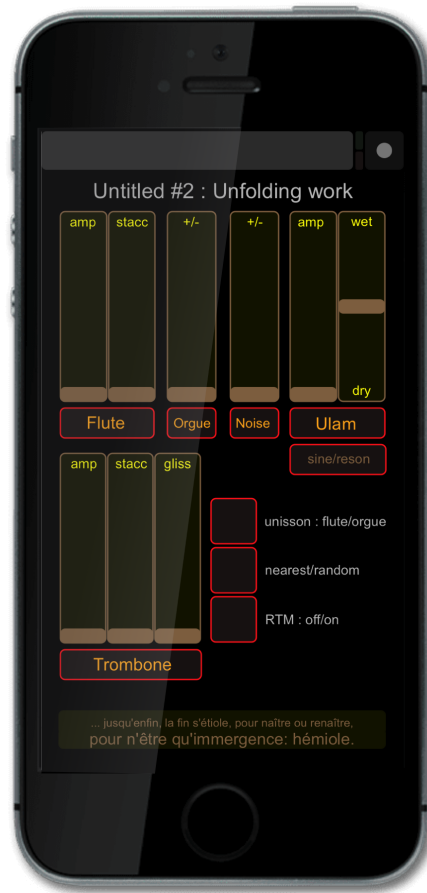 Untitled #2 : Unfolding work
amp stacc +/- +/- amp wet
dry
Flute Orgue Noise Ulam
sine/reson
amp stacc gliss
unisson : flute/orgue
nearest/random
RTM : off/on
Trombone
... jusqu'enfin, la fin s'étiole, pour naître ou renaître,
pour n'être qu'immergence: hémiole.